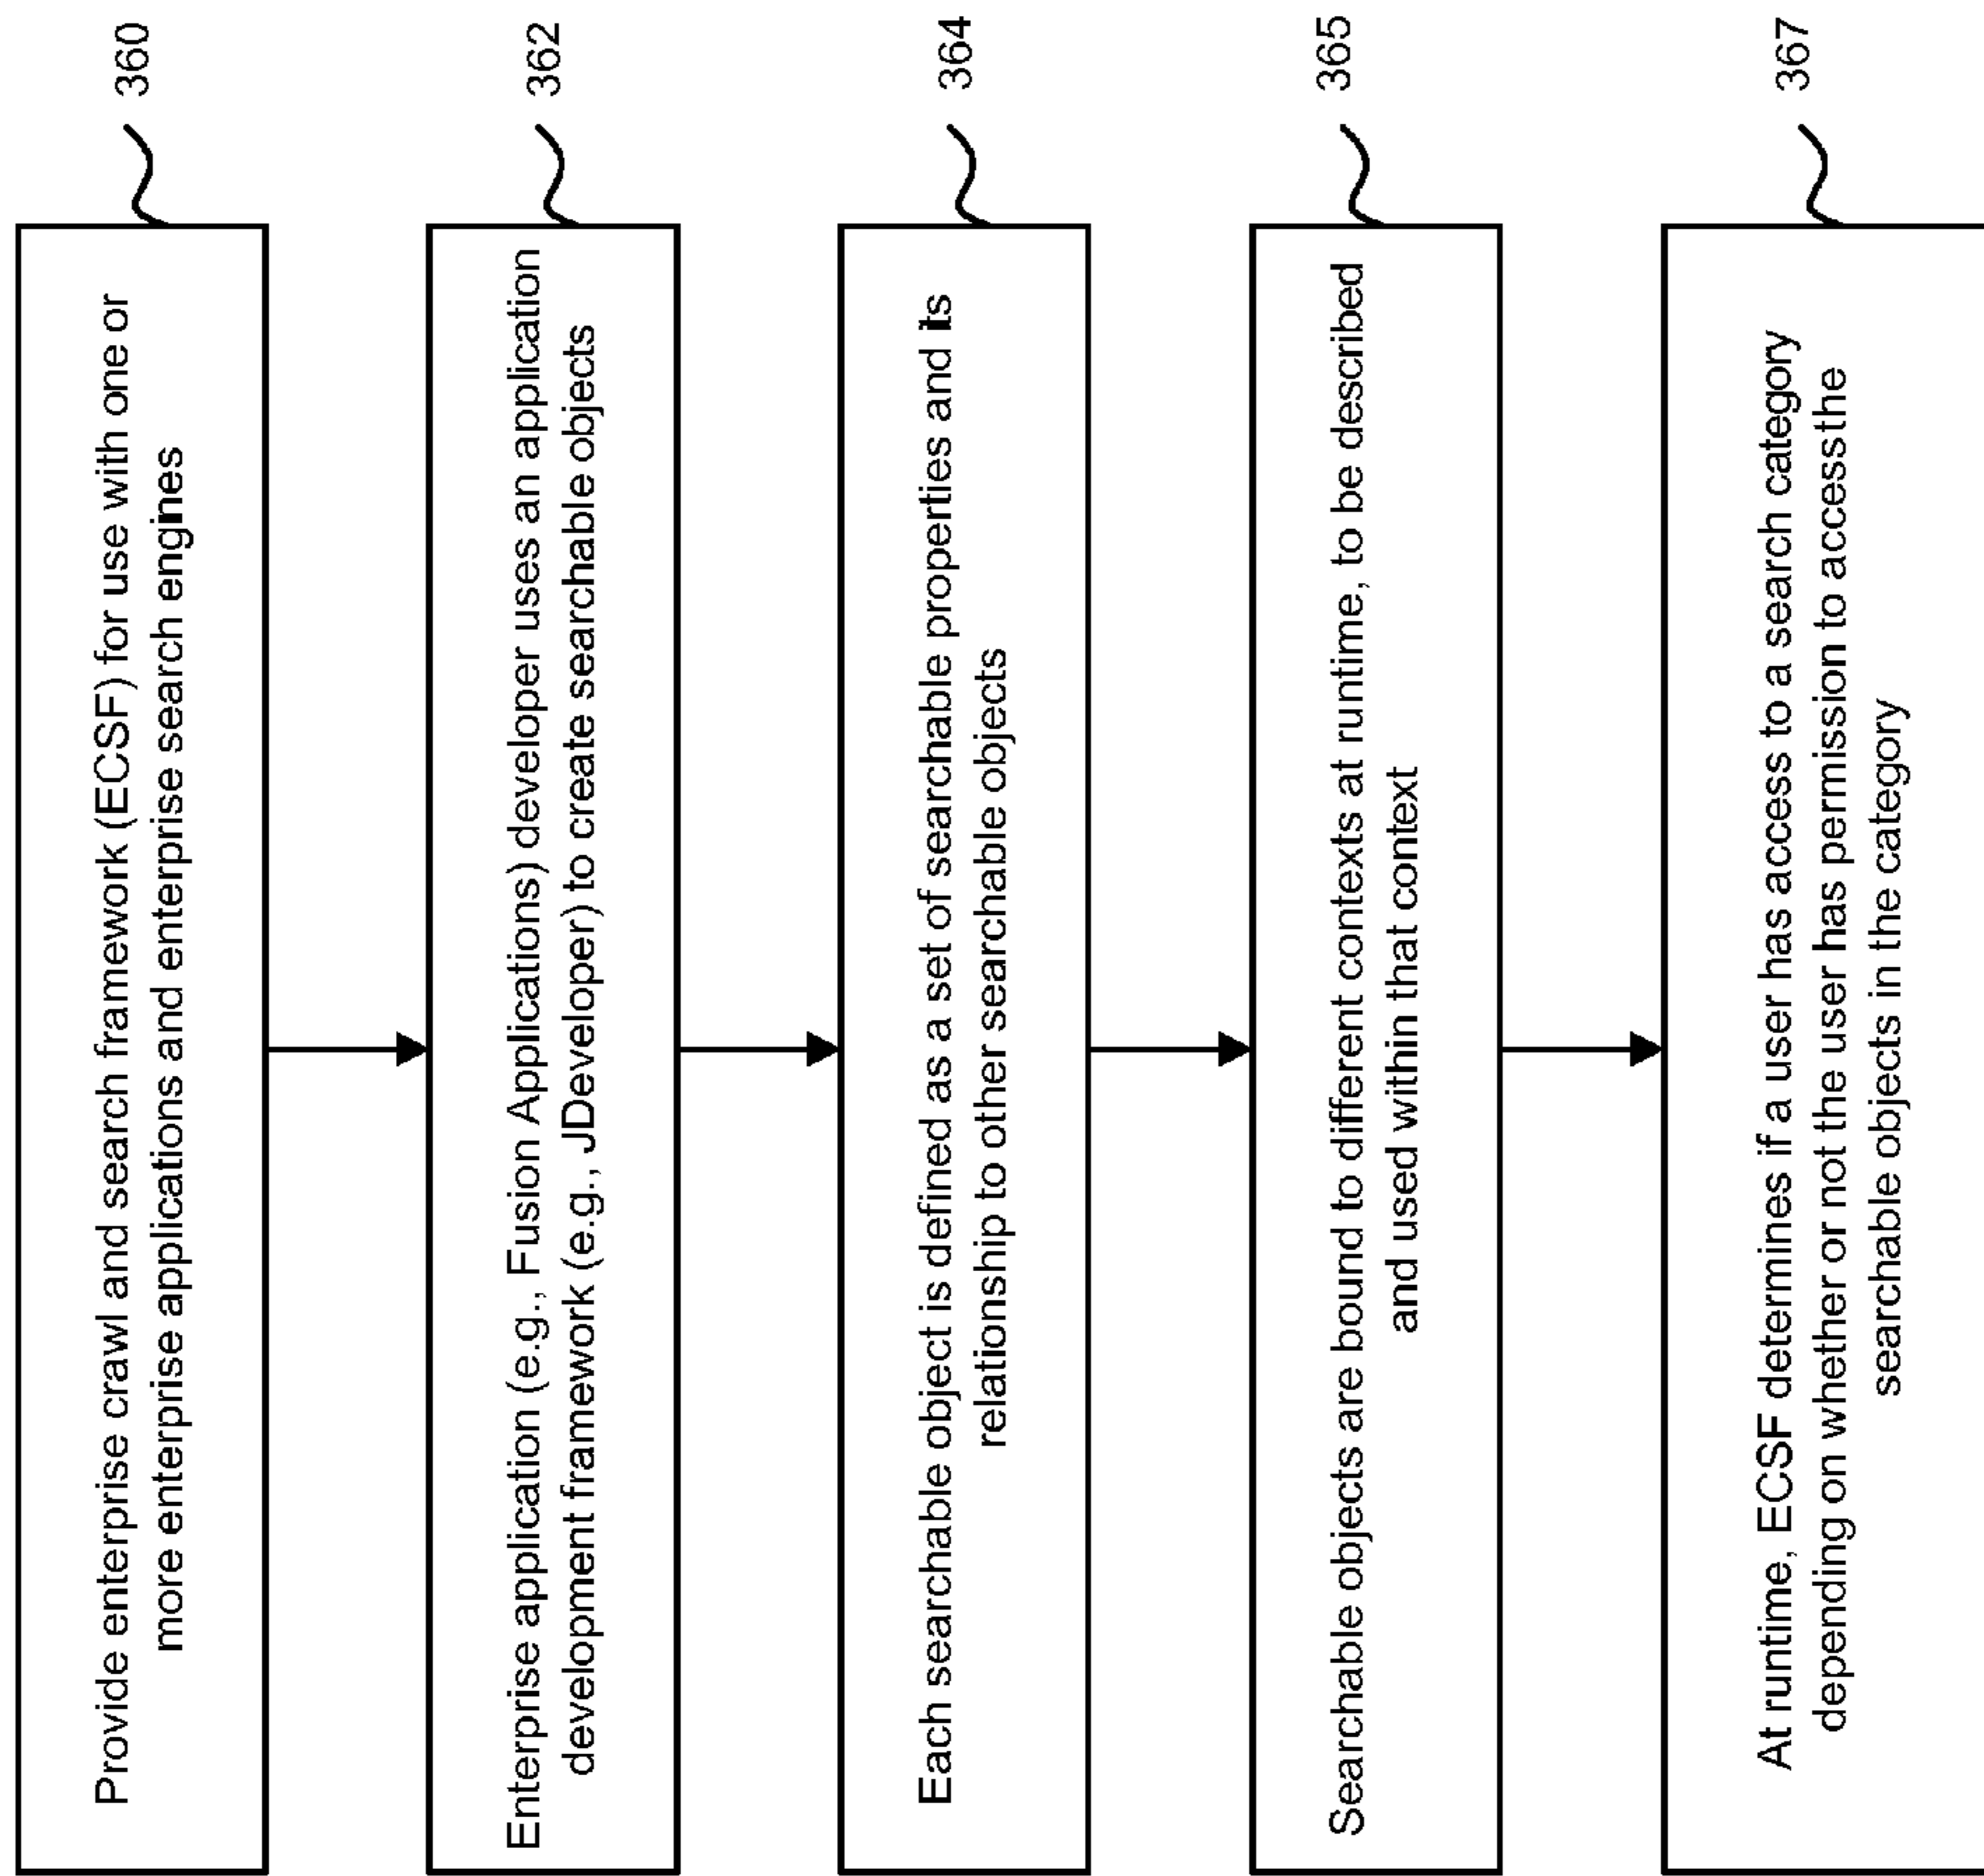 Provide enterprise crawl and search framework (ECSF) for use with one or
more enterprise applications and enterprise search engines
360
Enterprise application (e.g., Fusion Applications) developer uses an application
development framework (e.g., JDeveloper) to create searchable objects
362
Each searchable object is defined as a set of searchable properties and its
relationship to other searchable objects
364
Searchable objects are bound to different contexts at runtime, to be described
and used within that context
365
At runtime, ECSF determines if a user has access to a search category
depending on whether or not the user has permission to accessthe
searchable objects in the category
367